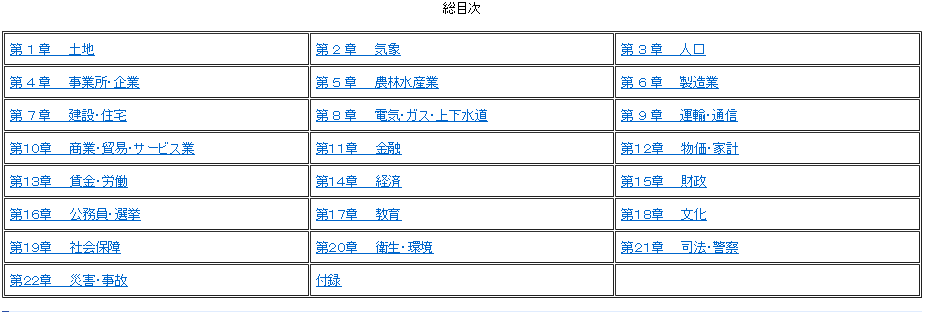 総目次
第１章　土地　第２章　気象　第３章　人口
第４章　事業所・企業　第５章　農林水産業　第６章　製造業
第７章　建設・住宅　第８章　電気・ガス・上下水道　第９章　運輸・通信
第10章　商業・貿易・サービス業　第11章　金融　第12章　物価・家計
第13章　賃金・労働　第14章　経済　第15章　財政
第16章　公務員・選挙　第17章　教育　第18章　文化
第19章　社会保障　第20章　衛生・環境　第21章　司法・警察
第22章　災害・事故　付録